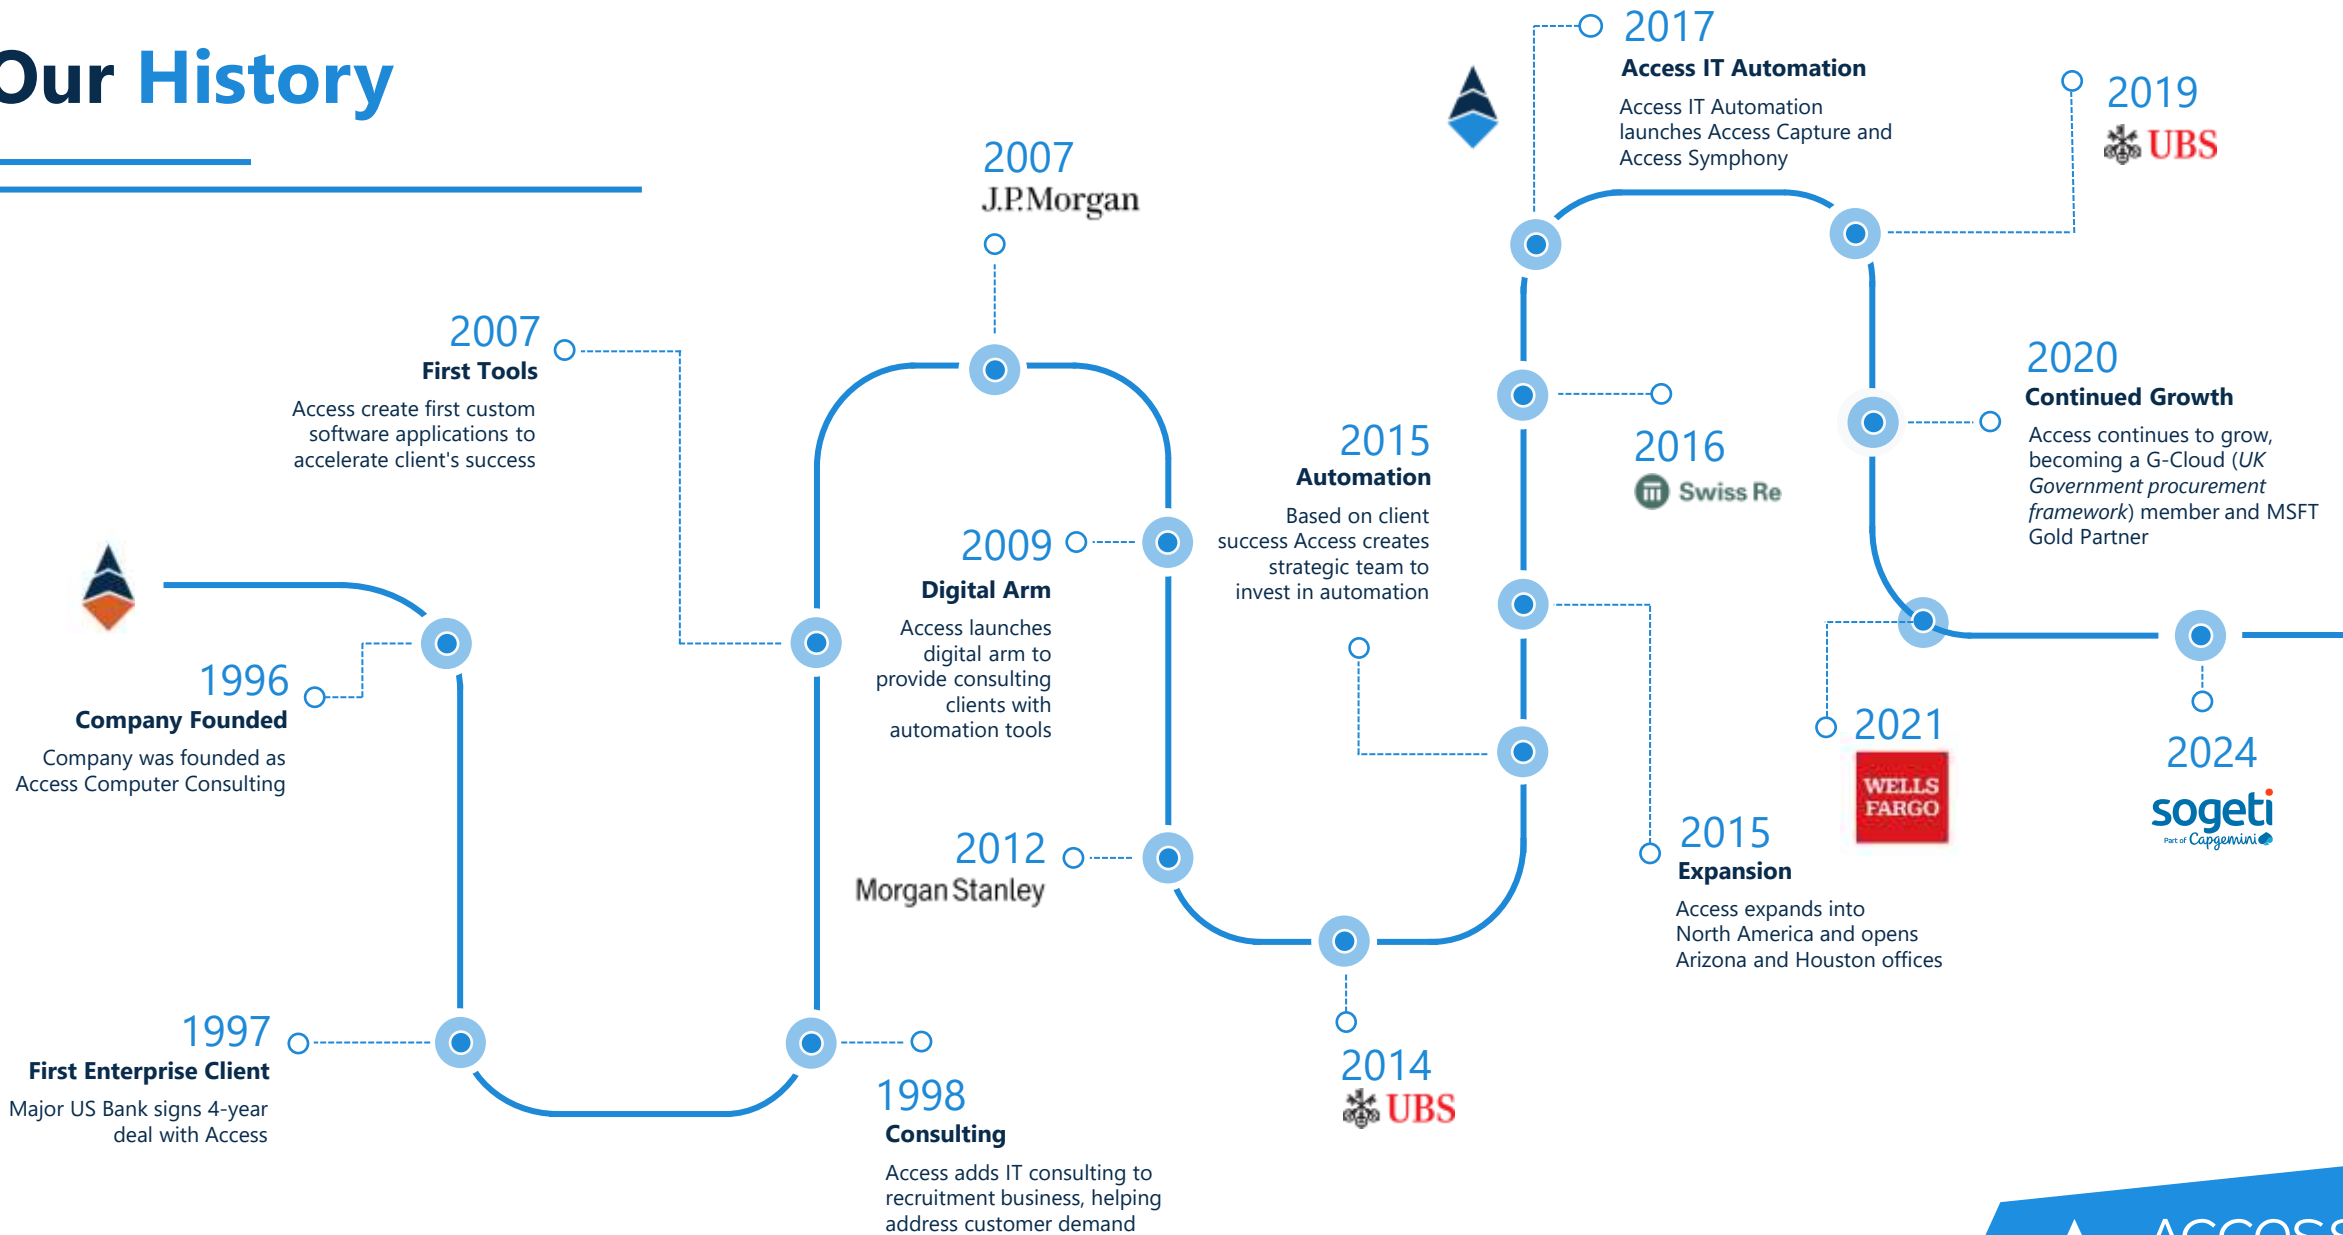 Our History
1996
Company Founded
Company was founded as
Access Computer Consulting
1997
First Enterprise Client
Major US Bank signs 4-year
deal with Access
1998
Consulting
Access adds IT consulting to
recruitment business, helping
address customer demand
2007
First Tools
Access create first custom
software applications to
accelerate client's success
2007
J.P.Morgan
2009
Digital Arm
Access launches
digital arm to
provide consulting
clients with
automation tools
2012
Morgan Stanley
2014
UBS
2015
Automation
Based on client
success Access creates
strategic team to
invest in automation
2015
Expansion
Access expands into
North America and opens
Arizona and Houston offices
2016
Swiss Re
2017
Access IT Automation
Access IT Automation
launches Access Capture and
Access Symphony
2019
UBS
2020
Continued Growth
Access continues to grow,
becoming a G-Cloud (UK
Government procurement
framework) member and MSFT
Gold Partner
2021
WELLS
FARGO
2024
sogeti
Part of Capgemini
ACCESS